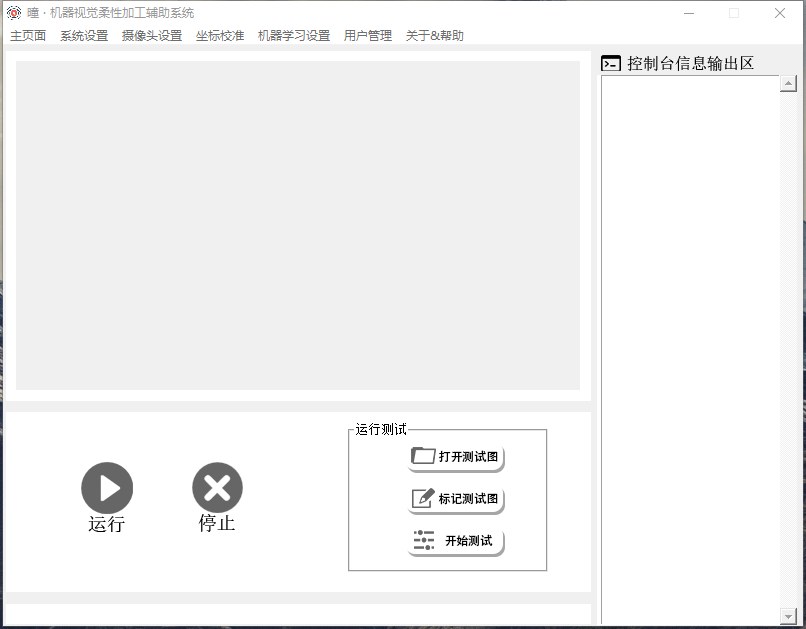 瞳·机器视觉柔性加工辅助系统
主页面 系统设置 摄像头设置 坐标校准 机器学习设置 用户管理 关于&帮助
控制台信息输出区
运行测试
打开测试图
标记测试图
开始测试
运行
停止